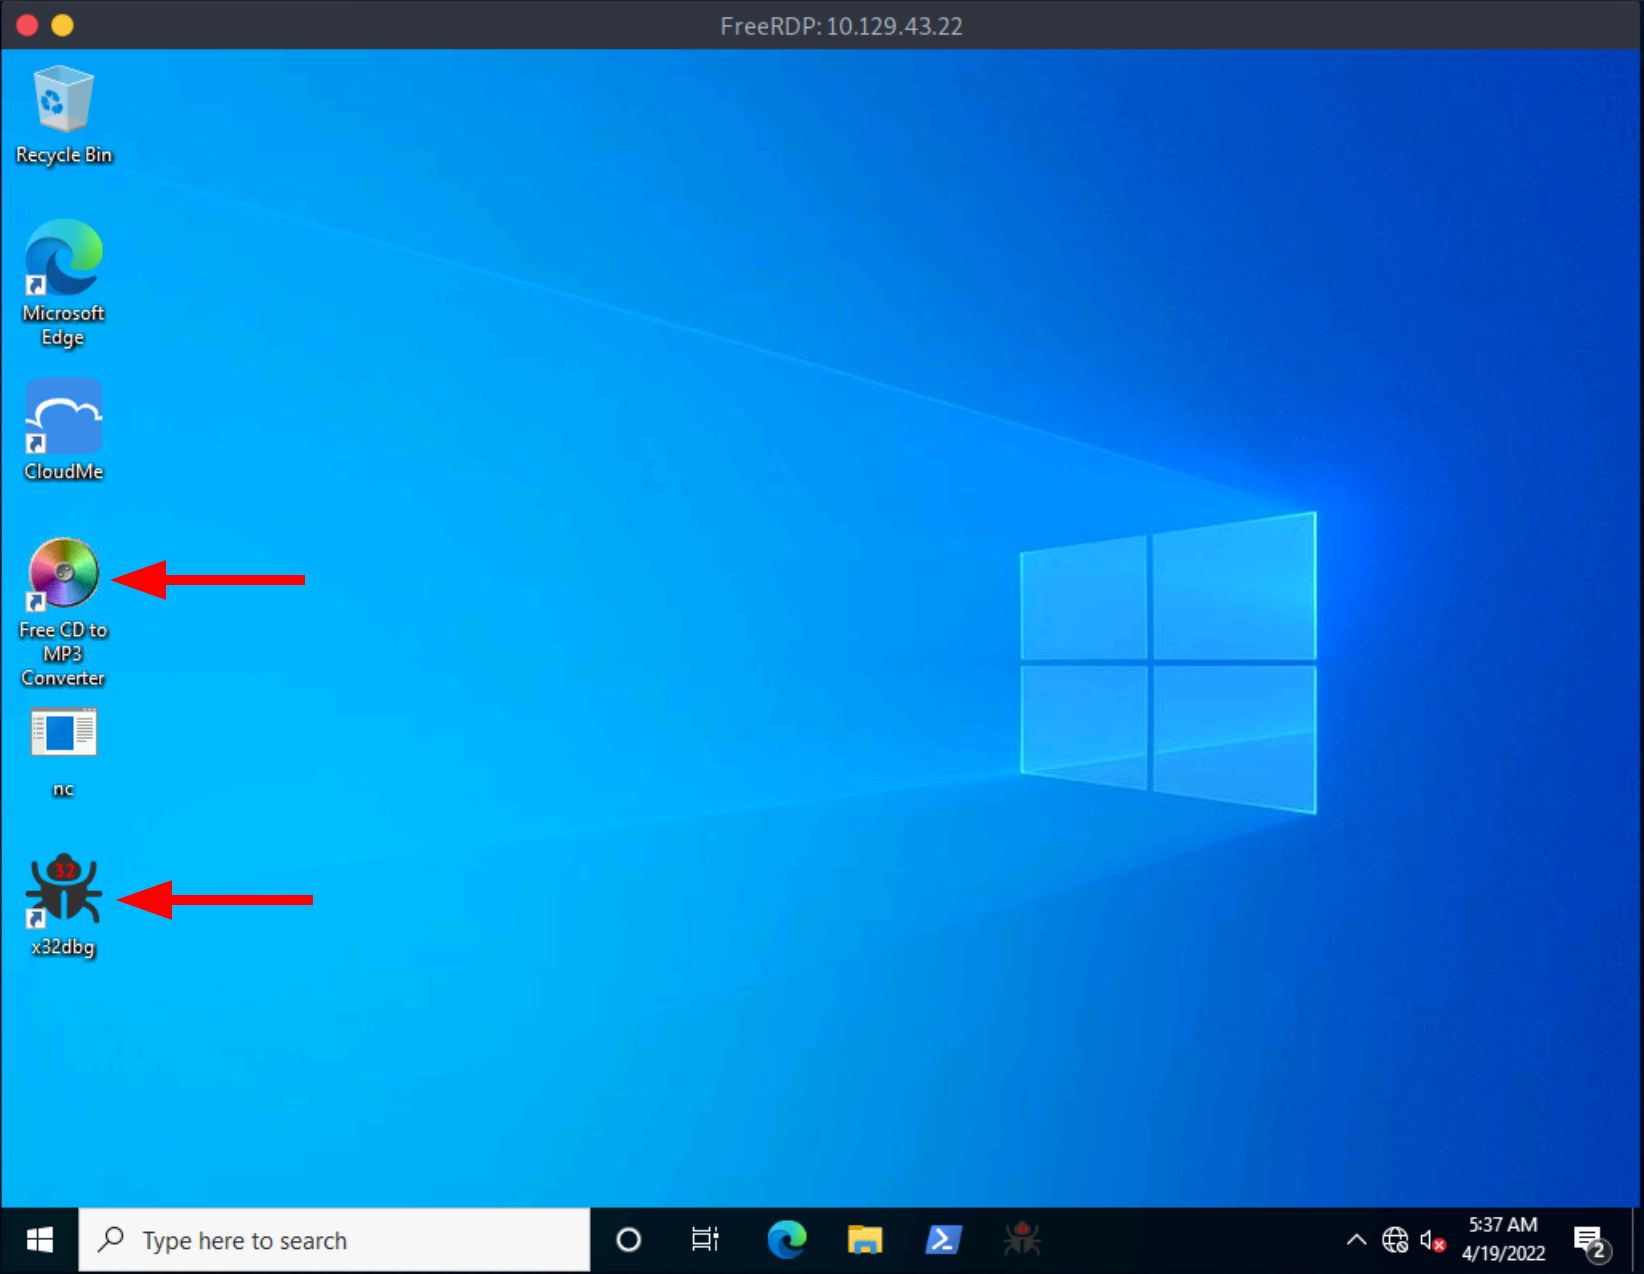 FreeRDP: 10.129.43.22
Recycle Bin
Microsoft
Edge
CloudMe
Free CD to
MP3
Converter
nc
32
x32dbg
Type here to search
5:37 AM
4/19/2022
2